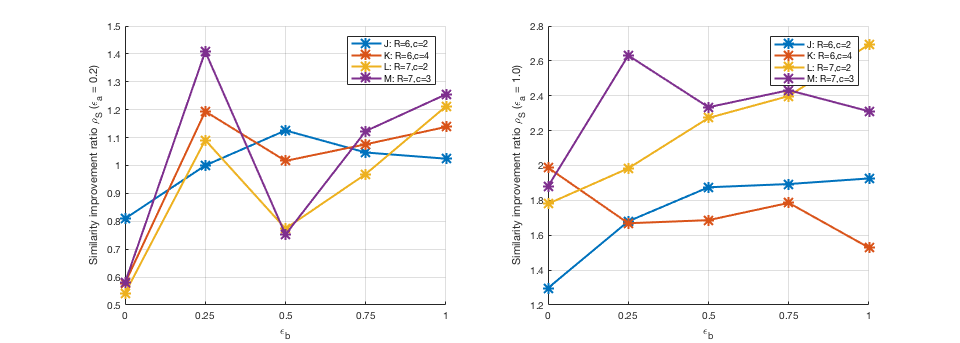 Similarity improvement ratio ρS (ϵa = 0.2)
1.5
1.4
1.3
1.2
1.1
1
0.9
0.8
0.7
0.6
0.5
0 0.25 0.5 0.75 1
ϵb
J: R=6,c=2
K: R=6,c=4
L: R=7,c=2
M: R=7,c=3
Similarity improvement ratio ρS (ϵa = 1.0)
2.8
2.6
2.4
2.2
2
1.8
1.6
1.4
1.2
0 0.25 0.5 0.75 1
ϵb
J: R=6,c=2
K: R=6,c=4
L: R=7,c=2
M: R=7,c=3